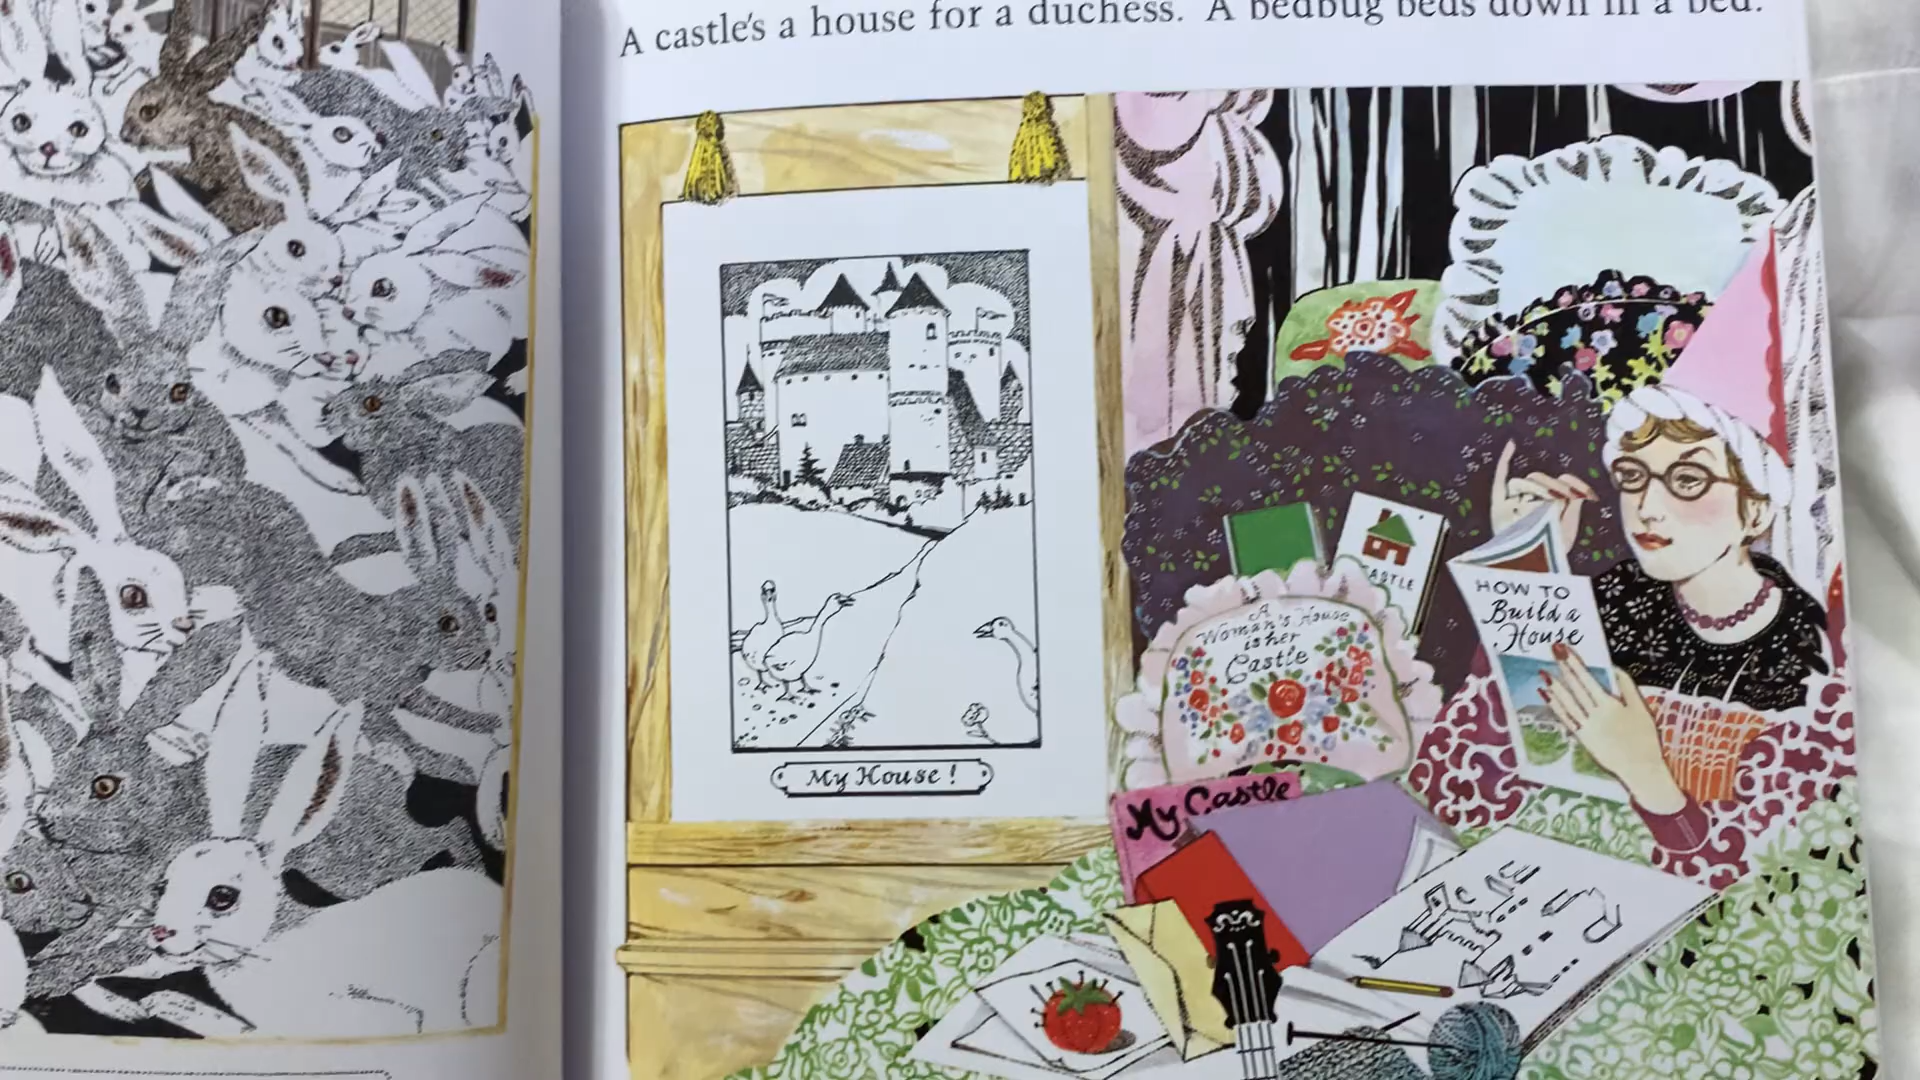 A castle's a house for a duchess. A bedbug beds down in a bed.
My House!
CASTLE
HOW TO
Build a
House
A
Woman's House
is her
Castle
My Castle